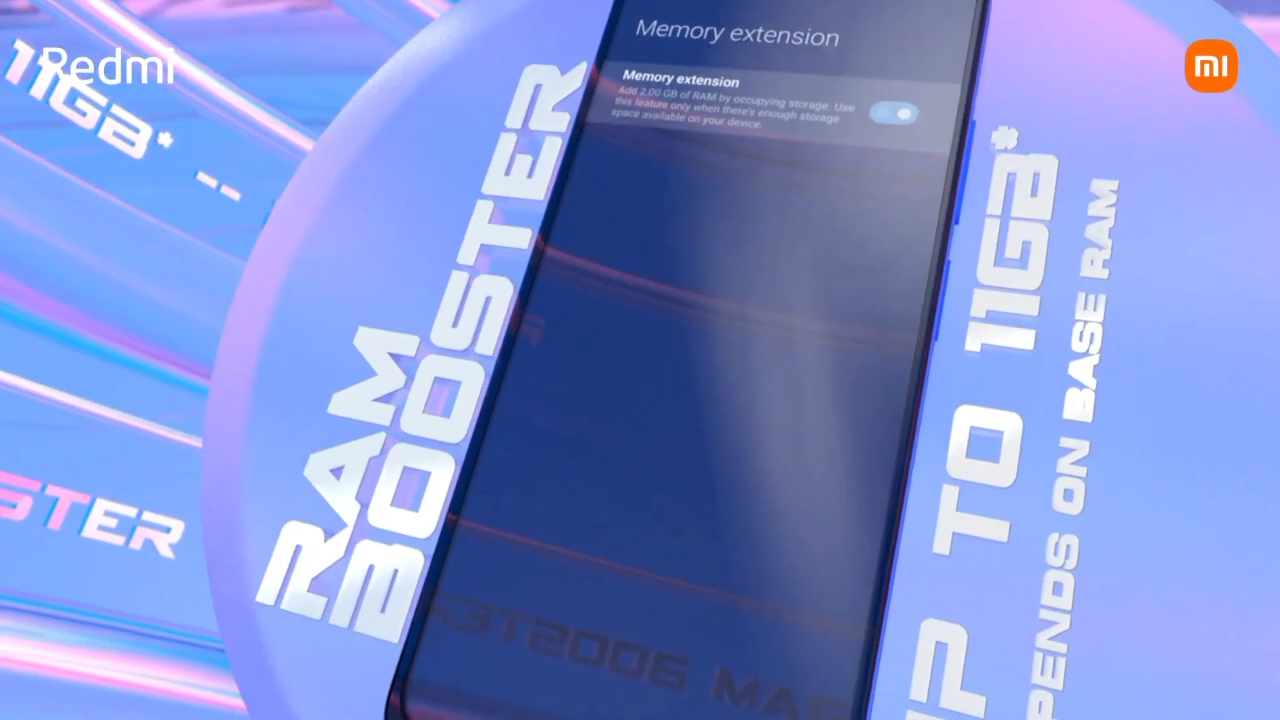 Redmi
11GB*
STER
RAM
BOOSTER
Memory extension
Memory extension
Add 2.00 GB of RAM by occupying storage. Use
this feature only when there's enough storage
space available on your device.
UP TO 11GB*
DEPENDS ON BASE RAM
mi